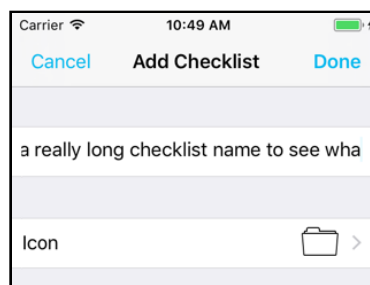 Carrier 10:49 AM
Cancel Add Checklist Done
a really long checklist name to see wha
Icon